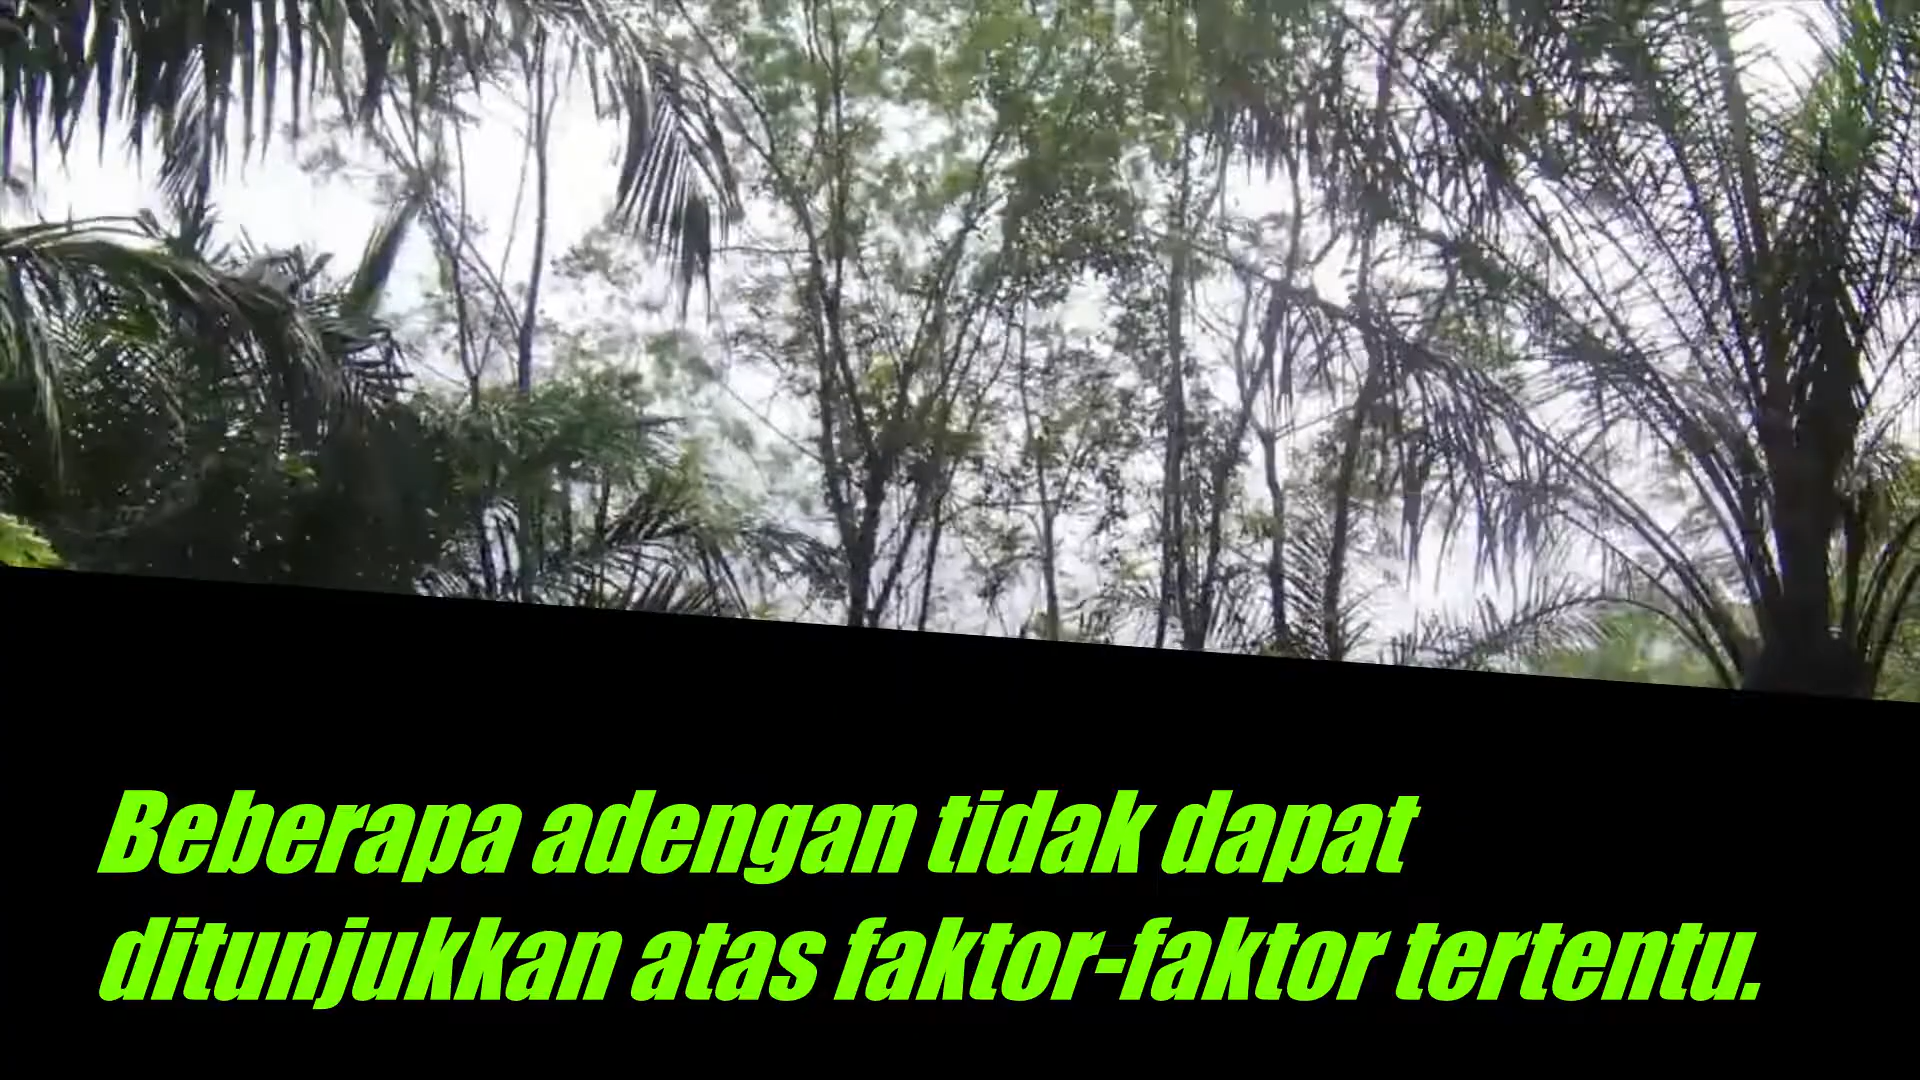 Beberapa adengan tidak dapat
ditunjukkan atas faktor-faktor tertentu.